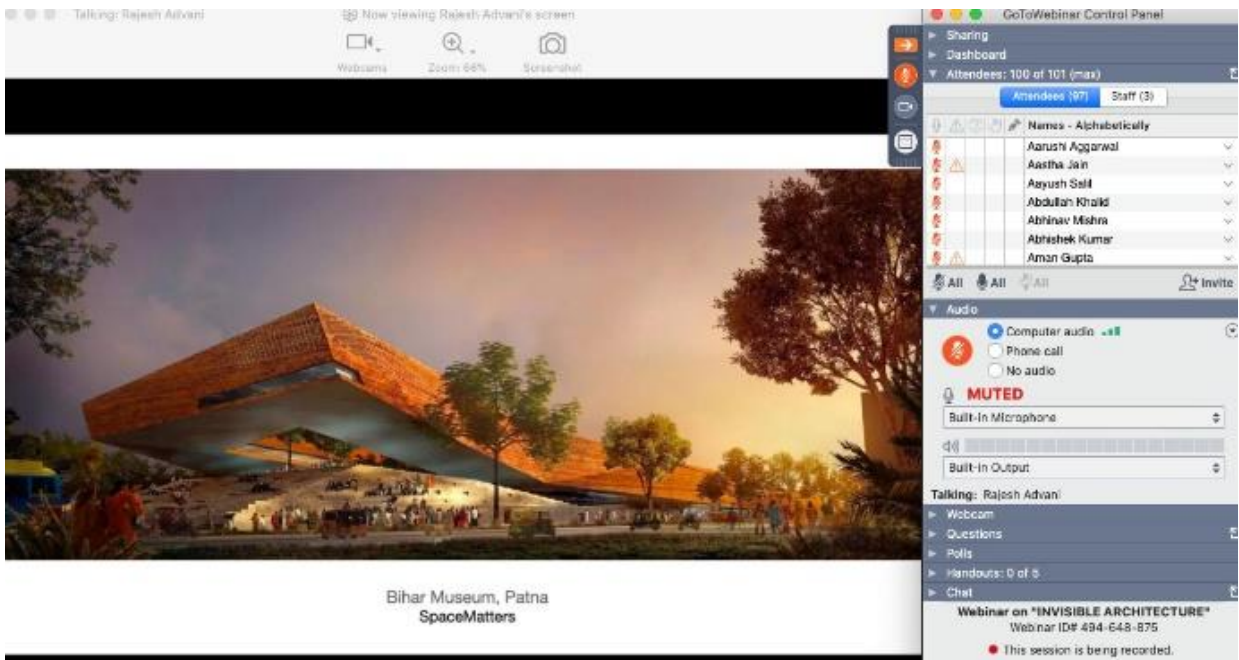 Talking: Rajesh Advani
Now viewing Rajesh Advani's screen
Webcams
Zoom: 66%
Screenshot
Bihar Museum, Patna
SpaceMatters
GoToWebinar Control Panel
Sharing
Dashboard
Attendees: 100 of 101 (max)
Attendees (97)
Staff (3)
Names - Alphabetically
Aarushi Aggarwal
Aastha Jain
Aayush Salil
Abdullah Khalid
Abhinav Mishra
Abhishek Kumar
Aman Gupta
All
All
All
Invite
Audio
Computer audio
Phone call
No audio
MUTED
Built-in Microphone
Built-in Output
Talking: Rajesh Advani
Webcam
Questions
Polls
Handouts: 0 of 5
Chat
Webinar on "INVISIBLE ARCHITECTURE"
Webinar ID# 494-648-875
This session is being recorded.